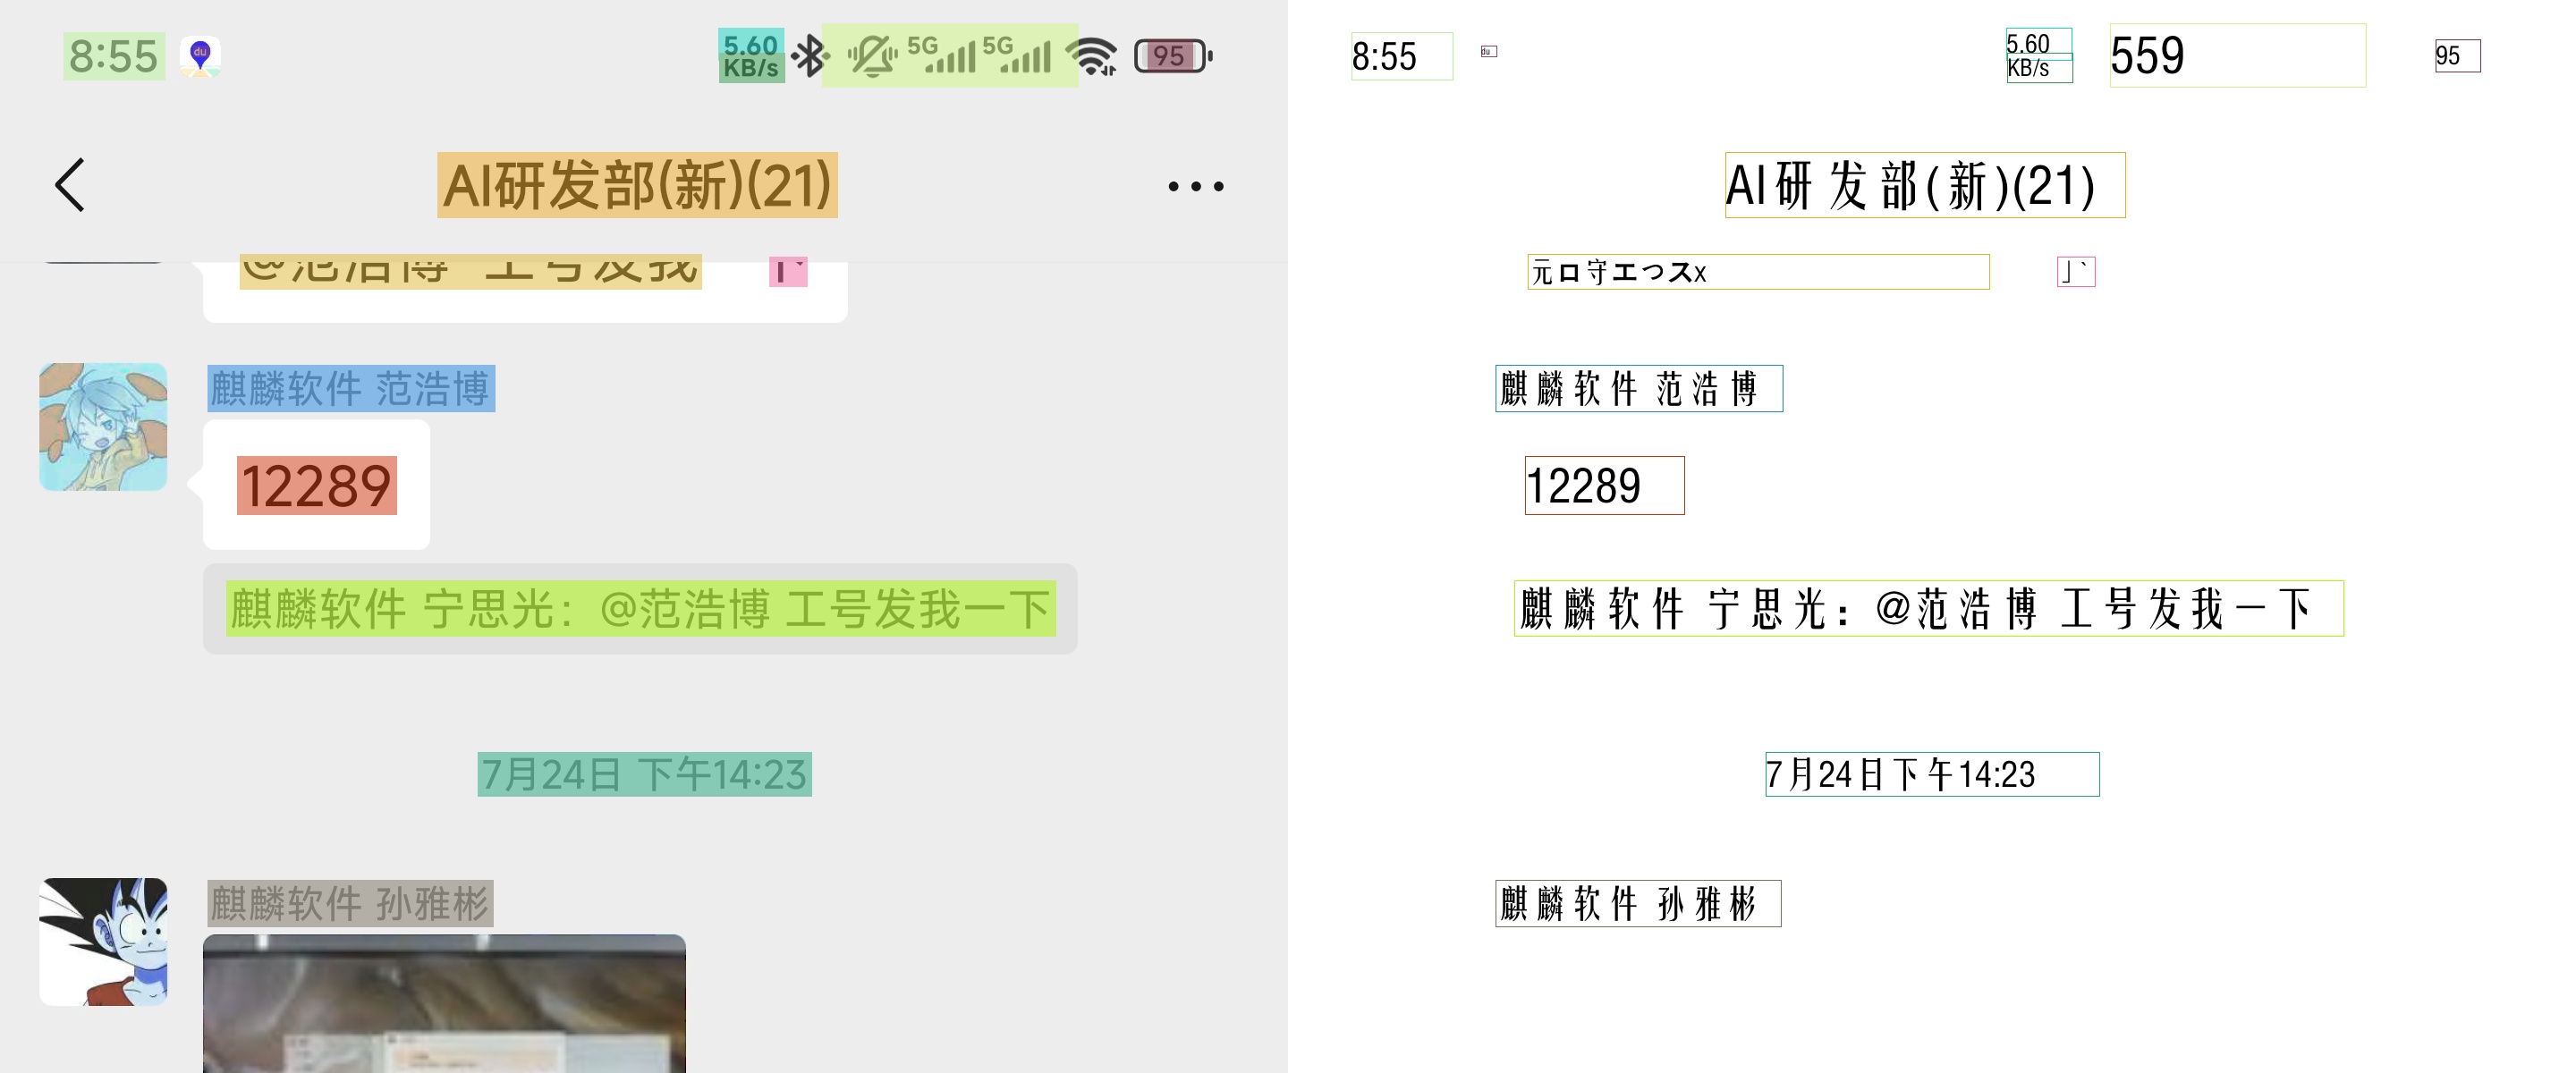 8:55 du 5.60 5G 5G 95 8:55 du 5.60 559 95
KB/s KB/s
AI研发部(新)(21) AI研发部(新)(21)
@范浩博 工号发我 元ロ守エつスx 」`
麒麟软件 范浩博 麒麟软件 范浩博
12289 12289
麒麟软件 宁思光：@范浩博 工号发我一下 麒麟软件 宁思光：@范浩博 工号发我一下
7月24日 下午14:23 7月24日下午14:23
麒麟软件 孙雅彬 麒麟软件 孙雅彬